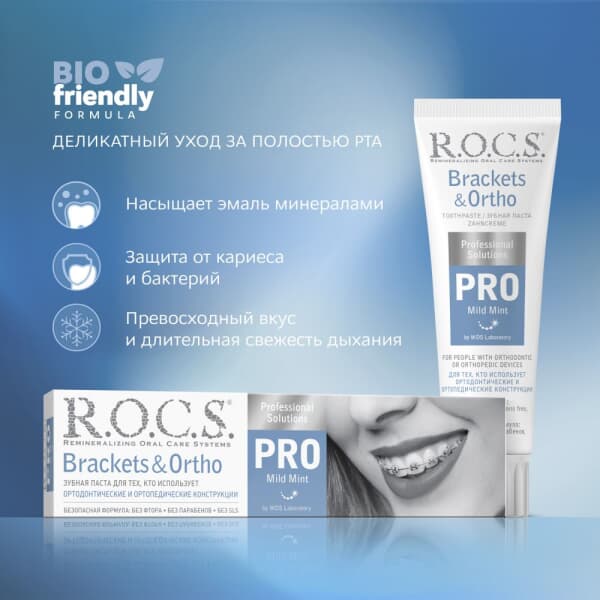 BIO
friendly
FORMULA
ДЕЛИКАТНЫЙ УХОД ЗА ПОЛОСТЬЮ РТА
Насыщает эмаль минералами
Защита от кариеса
и бактерий
Превосходный вкус
и длительная свежесть дыхания
R.O.C.S.
REMINERALIZING ORAL CARE SYSTEMS
Brackets
& Ortho
TOOTHPASTE / ЗУБНАЯ ПАСТА
ZAHNCREME
Professional
Solutions
PRO
Mild Mint
by WDS Laboratory
FOR PEOPLE WITH ORTHODONTIC
OR ORTHOPEDIC DEVICES
ДЛЯ ТЕХ, КТО ИСПОЛЬЗУЕТ
ОРТОДОНТИЧЕСКИЕ И
ОРТОПЕДИЧЕСКИЕ КОНСТРУКЦИИ
R.O.C.S.
REMINERALIZING ORAL CARE SYSTEMS
Brackets & Ortho
ЗУБНАЯ ПАСТА ДЛЯ ТЕХ, КТО ИСПОЛЬЗУЕТ
ОРТОДОНТИЧЕСКИЕ И ОРТОПЕДИЧЕСКИЕ КОНСТРУКЦИИ
БЕЗОПАСНАЯ ФОРМУЛА: БЕЗ ФТОРА • БЕЗ ПАРАБЕНОВ • БЕЗ SLS
Professional
Solutions
PRO
Mild Mint
by WDS Laboratory